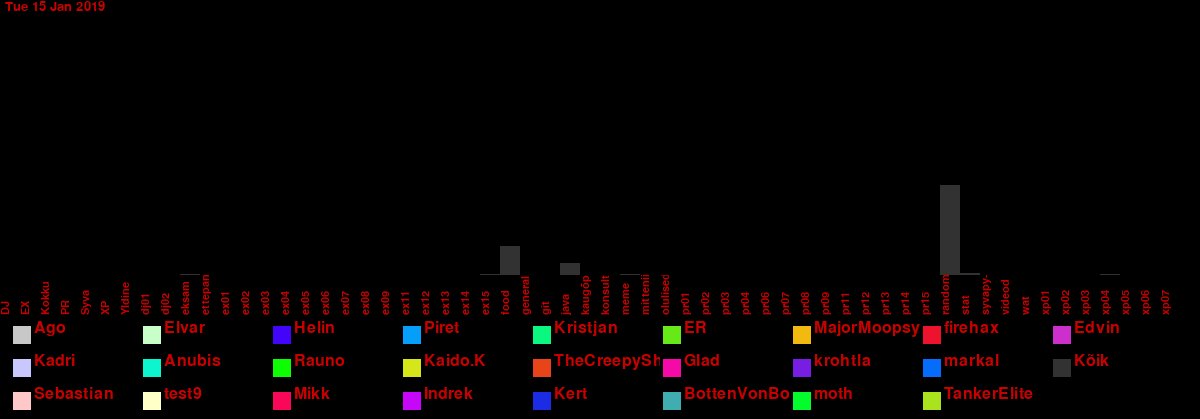 Tue 15 Jan 2019
DJ EX Kokku PR Syva XP Yldine dj01 dj02 eksam ettepan ex01 ex02 ex03 ex04 ex05 ex06 ex07 ex08 ex09 ex11 ex12 ex13 ex14 ex15 food general git java kaugõp konsult meme mittenii olulised pr01 pr02 pr03 pr04 pr06 pr07 pr08 pr09 pr11 pr12 pr13 pr14 pr15 random stat syvapy- videod wat xp01 xp02 xp03 xp04 xp05 xp06 xp07
Ago Elvar Helin Piret Kristjan ER MajorMoopsy firehax Edvin
Kadri Anubis Rauno Kaido.K TheCreepySh Glad krohtla markal Kõik
Sebastian test9 Mikk Indrek Kert BottenVonBo moth TankerElite